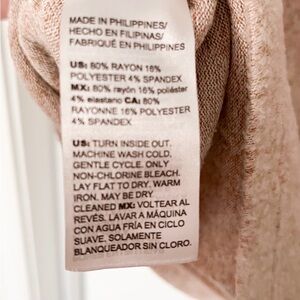 MADE IN PHILIPPINES/
HECHO EN FILIPINAS/
FABRIQUÉ EN PHILIPPINES
US: 80% RAYON 16%
POLYESTER 4% SPANDEX
MX: 80% rayón 16% poliéster
4% elastano CA: 80%
RAYONNE 16% POLYESTER
4% SPANDEX
US: TURN INSIDE OUT.
MACHINE WASH COLD.
GENTLE CYCLE. ONLY
NON-CHLORINE BLEACH.
LAY FLAT TO DRY. WARM
IRON. MAY BE DRY
CLEANED MX: VOLTEAR AL
REVÉS. LAVAR A MÁQUINA
CON AGUA FRÍA EN CICLO
SUAVE. SOLAMENTE
BLANQUEADOR SIN CLORO.